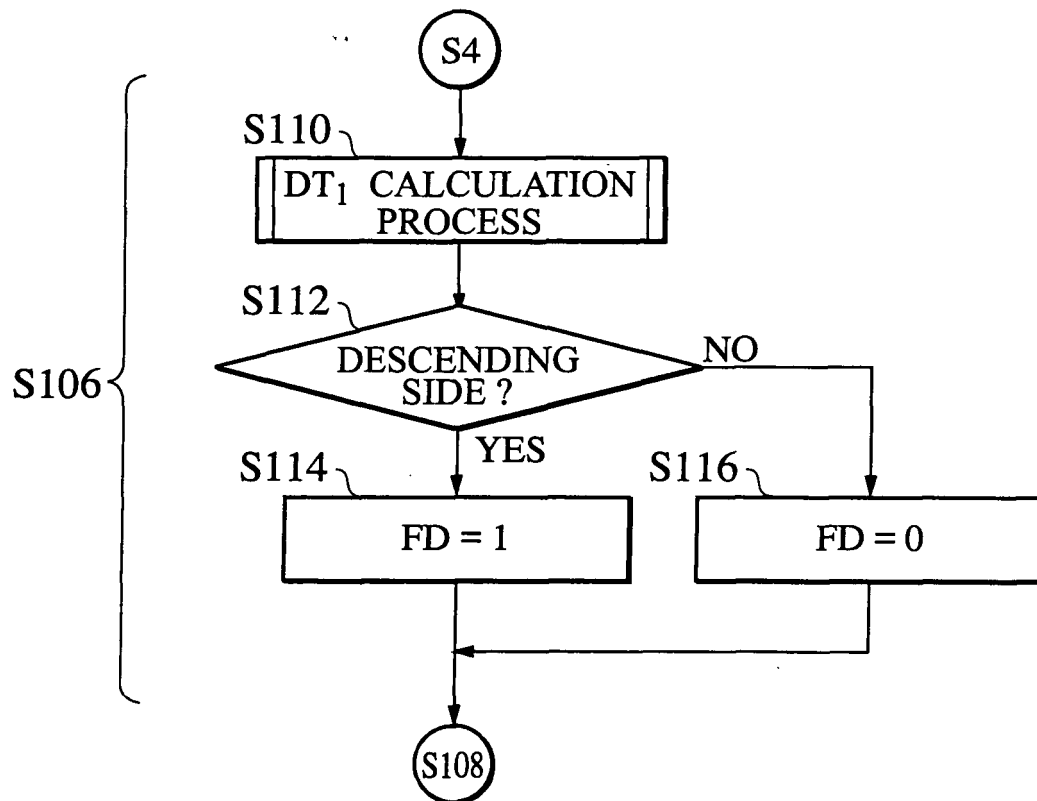 S4
S110
DT1 CALCULATION
PROCESS
S112
DESCENDING
SIDE ?
NO
S106
YES
S114
S116
FD = 1
FD = 0
S108